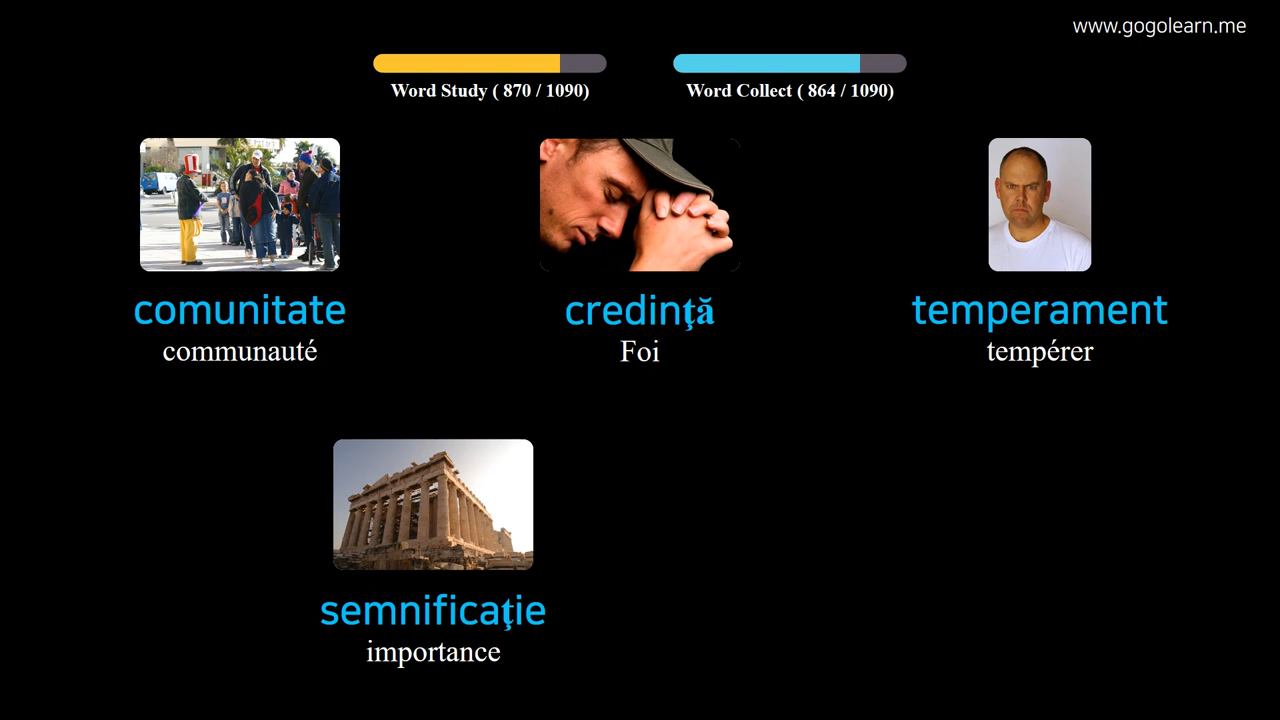 www.gogolearn.me
Word Study ( 870 / 1090)
Word Collect ( 864 / 1090)
comunitate
communauté
credinţă
Foi
temperament
tempérer
semnificaţie
importance